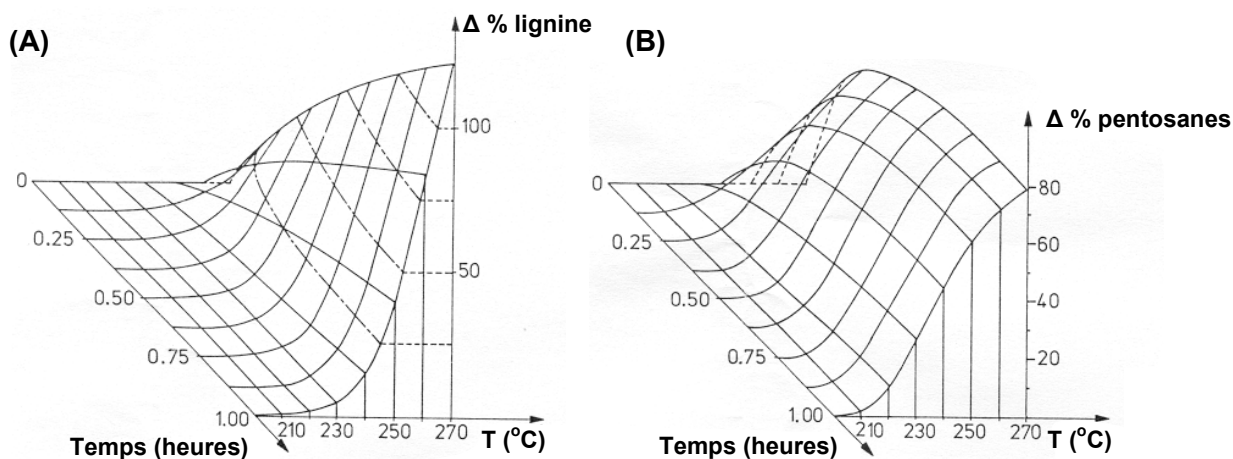 (A)
Δ % lignine
100
50
0
0.25
0.50
0.75
1.00
210 230 250 270
T (°C)
Temps (heures)
(B)
Δ % pentosanes
80
60
40
20
0
0.25
0.50
0.75
1.00
210 230 250 270
T (°C)
Temps (heures)